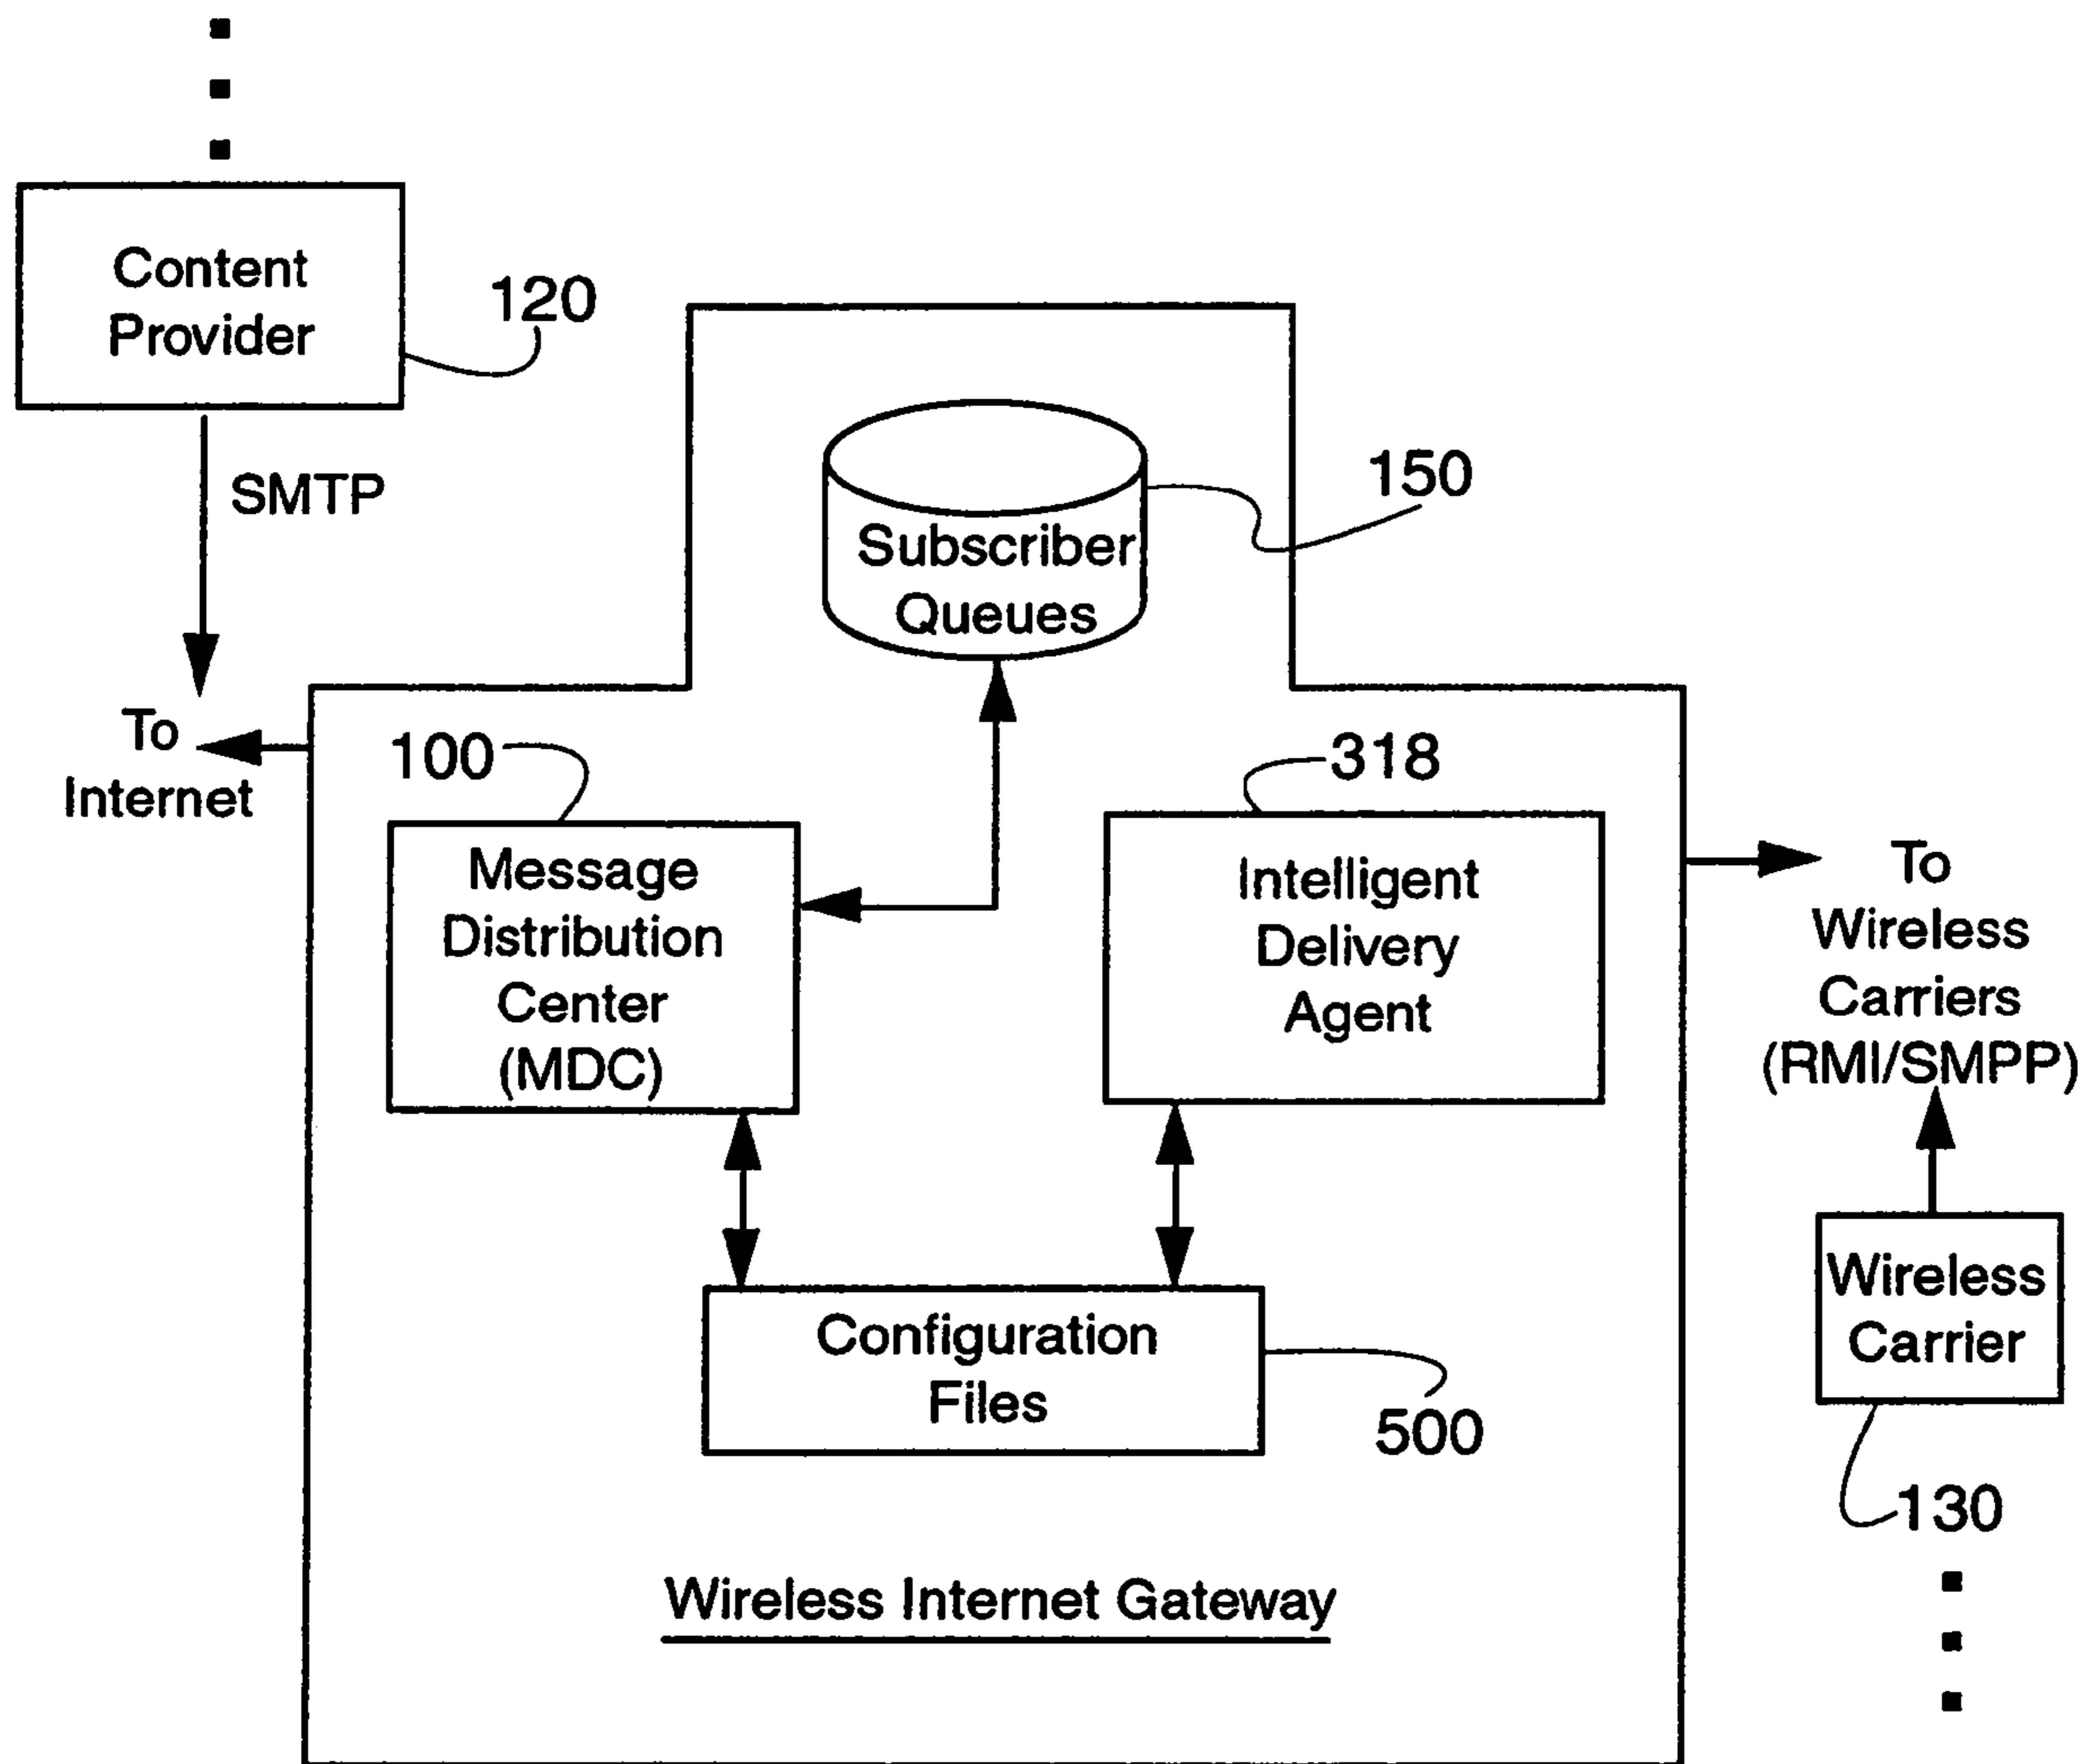 Content
Provider
120
SMTP
150
Subscriber
Queues
To
Internet
100
318
Message
Distribution
Center
(MDC)
Intelligent
Delivery
Agent
To
Wireless
Carriers
(RMI/SMPP)
Wireless
Carrier
Configuration
Files
500
130
Wireless Internet Gateway